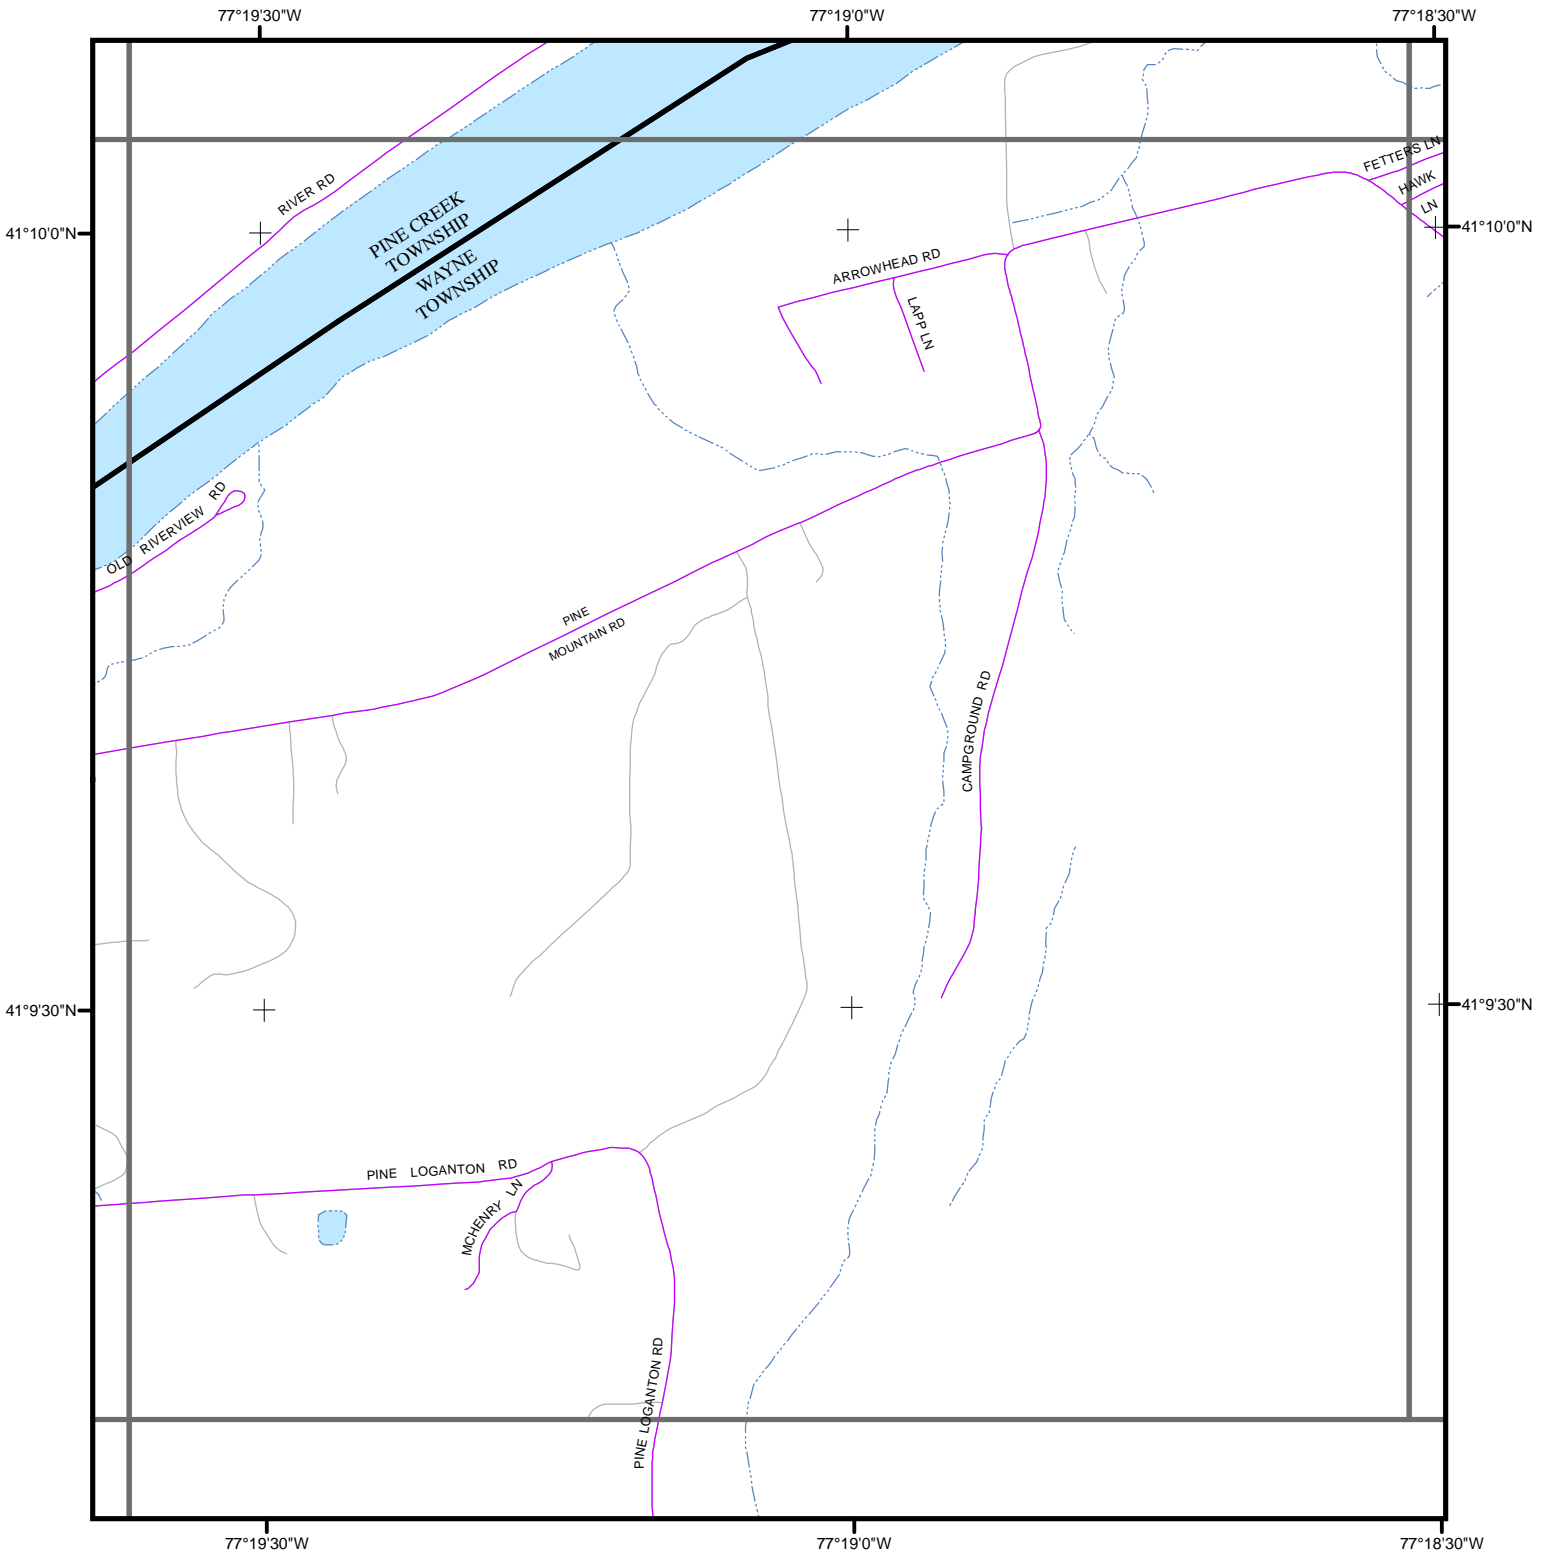 77°19'30"W
77°19'0"W
77°18'30"W
FETTERS LN
HAWK
LN
RIVER RD
PINE CREEK
TOWNSHIP
WAYNE
TOWNSHIP
41°10'0"N
41°10'0"N
ARROWHEAD RD
LAPP LN
OLD RIVERVIEW RD
PINE
MOUNTAIN RD
CAMPGROUND RD
41°9'30"N
41°9'30"N
PINE LOGANTON RD
MCHENRY LN
PINE LOGANTON RD
77°19'30"W
77°19'0"W
77°18'30"W